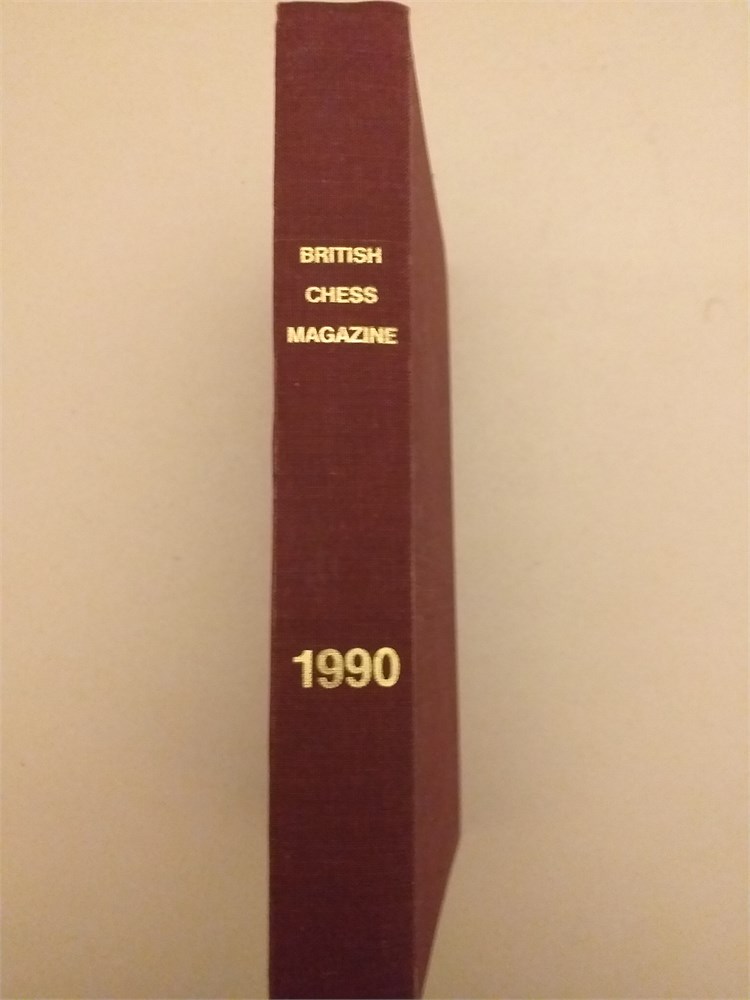 BRITISH
CHESS
MAGAZINE
1990